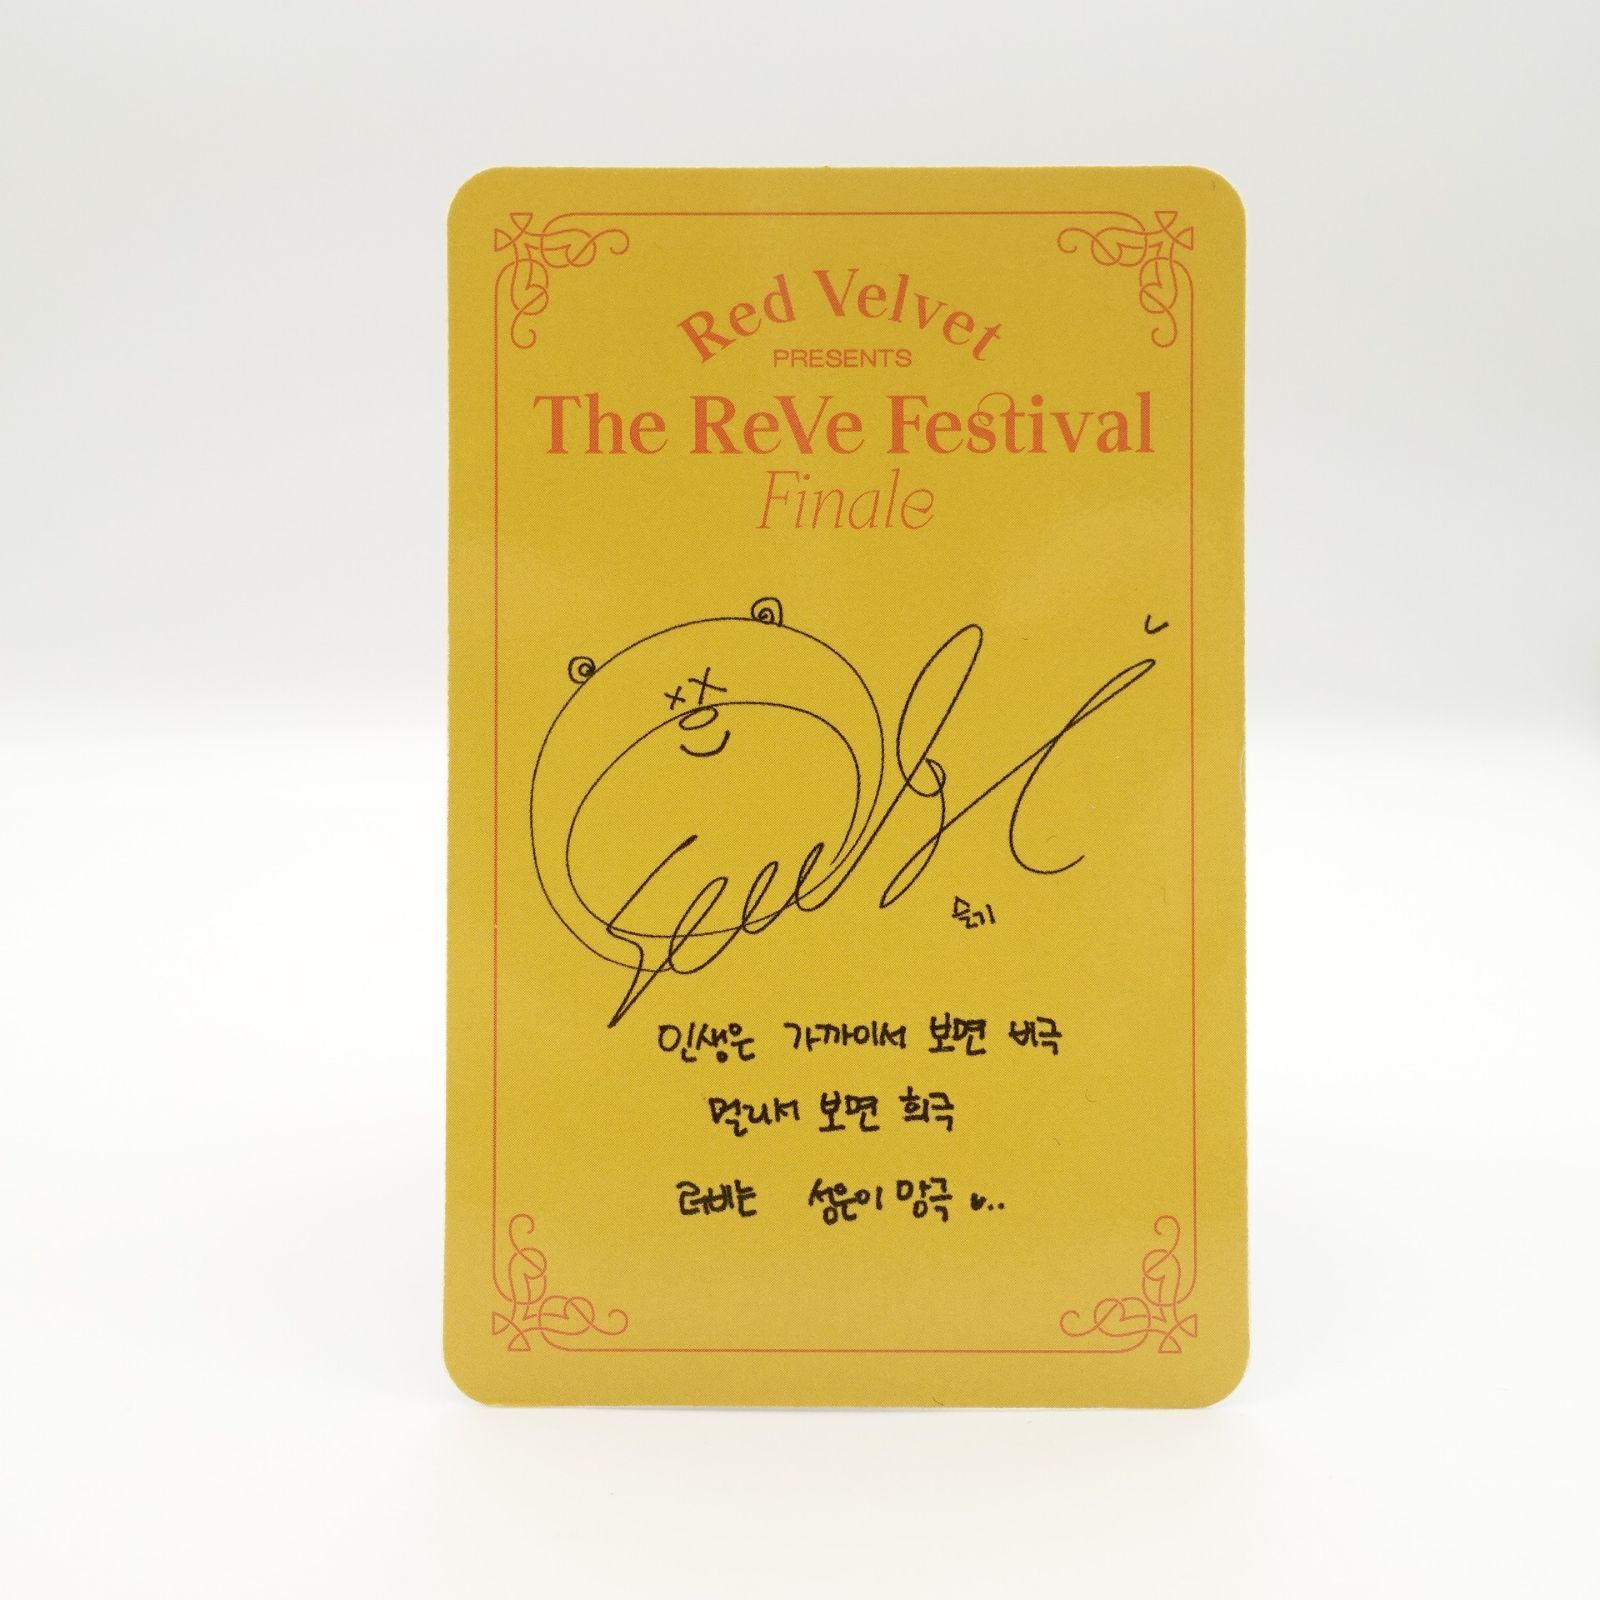 Red Velvet
PRESENTS
The ReVe Festival
Finale
Seulgi
슬기
인생은 가까이서 보면 비극
멀리서 보면 희극
러비는 성은이 망극